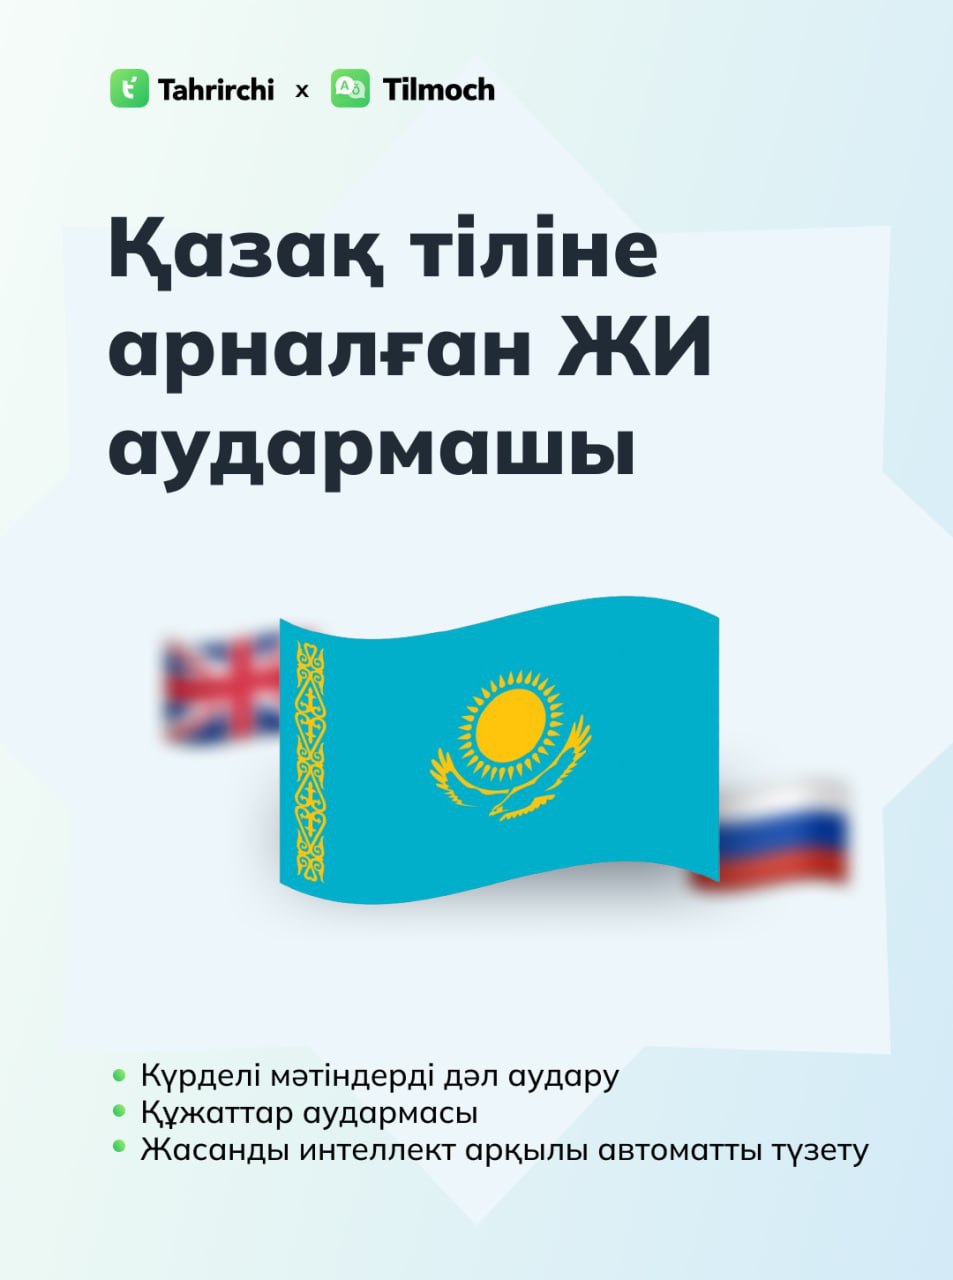 Tahrirchi x Tilmoch
Қазақ тіліне
арналған ЖИ
аудармашы
Күрделі мәтіндерді дәл аудару
Құжаттар аудармасы
Жасанды интеллект арқылы автоматты түзету